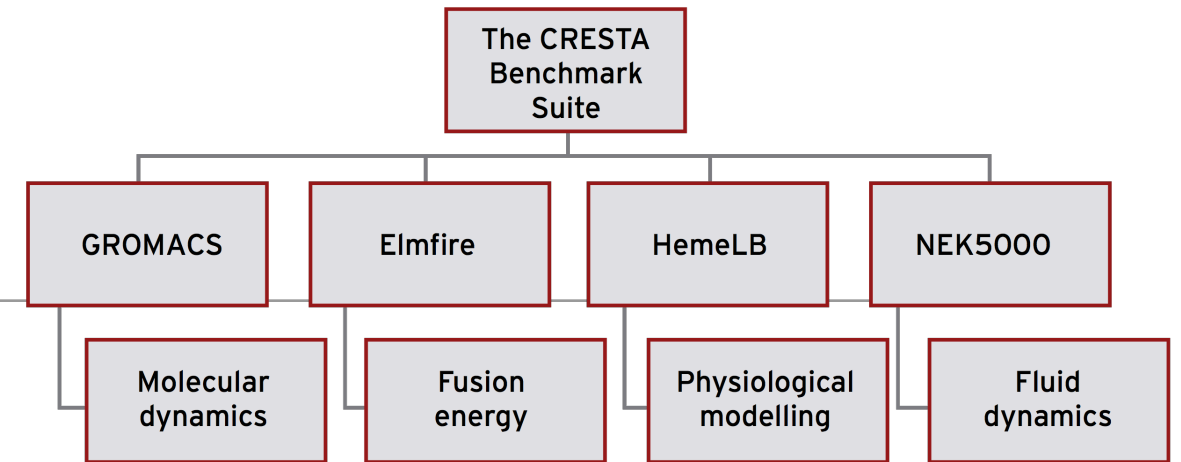 The CRESTA
Benchmark
Suite
GROMACS
Elmfire
HemeLB
NEK5000
Molecular
dynamics
Fusion
energy
Physiological
modelling
Fluid
dynamics